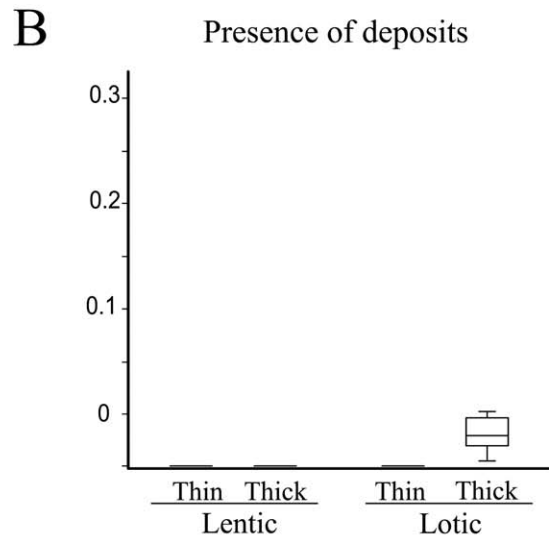 B Presence of deposits
0.3
0.2
0.1
0
Thin Thick Thin Thick
Lentic Lotic